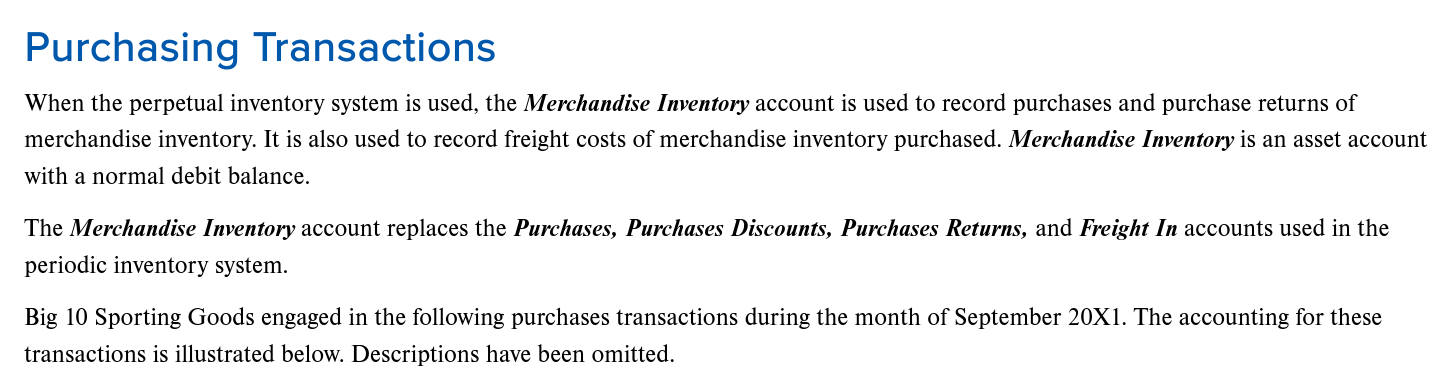 Purchasing Transactions
When the perpetual inventory system is used, the Merchandise Inventory account is used to record purchases and purchase returns of
merchandise inventory. It is also used to record freight costs of merchandise inventory purchased. Merchandise Inventory is an asset account
with a normal debit balance.
The Merchandise Inventory account replaces the Purchases, Purchases Discounts, Purchases Returns, and Freight In accounts used in the
periodic inventory system.
Big 10 Sporting Goods engaged in the following purchases transactions during the month of September 20X1. The accounting for these
transactions is illustrated below. Descriptions have been omitted.